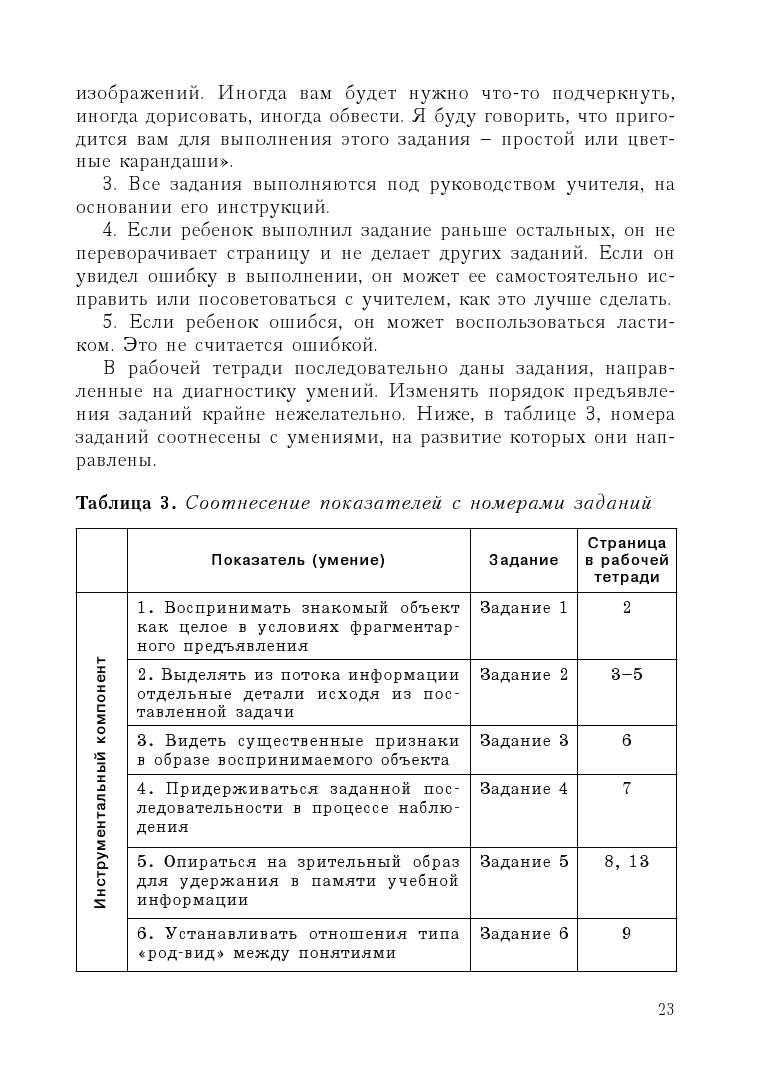 изображений. Иногда вам будет нужно что-то подчеркнуть,
иногда дорисовать, иногда обвести. Я буду говорить, что приго-
дится вам для выполнения этого задания – простой или цвет-
ные карандаши».
3. Все задания выполняются под руководством учителя, на
основании его инструкций.
4. Если ребенок выполнил задание раньше остальных, он не
переворачивает страницу и не делает других заданий. Если он
увидел ошибку в выполнении, он может ее самостоятельно ис-
править или посоветоваться с учителем, как это лучше сделать.
5. Если ребенок ошибся, он может воспользоваться ласти-
ком. Это не считается ошибкой.
В рабочей тетради последовательно даны задания, направ-
ленные на диагностику умений. Изменять порядок предъявле-
ния заданий крайне нежелательно. Ниже, в таблице 3, номера
заданий соотнесены с умениями, на развитие которых они нап-
равлены.
Таблица 3. Соотнесение показателей с номерами заданий
Показатель (умение)
Задание
Страница
в рабочей
тетради
Инструментальный компонент
1. Воспринимать знакомый объект
как целое в условиях фрагментар-
ного предъявления
Задание 1
2
2. Выделять из потока информации
отдельные детали исходя из пос-
тавленной задачи
Задание 2
3–5
3. Видеть существенные признаки
в образе воспринимаемого объекта
Задание 3
6
4. Придерживаться заданной пос-
ледовательности в процессе наблю-
дения
Задание 4
7
5. Опираться на зрительный образ
для удержания в памяти учебной
информации
Задание 5
8, 13
6. Устанавливать отношения типа
«род-вид» между понятиями
Задание 6
9
23